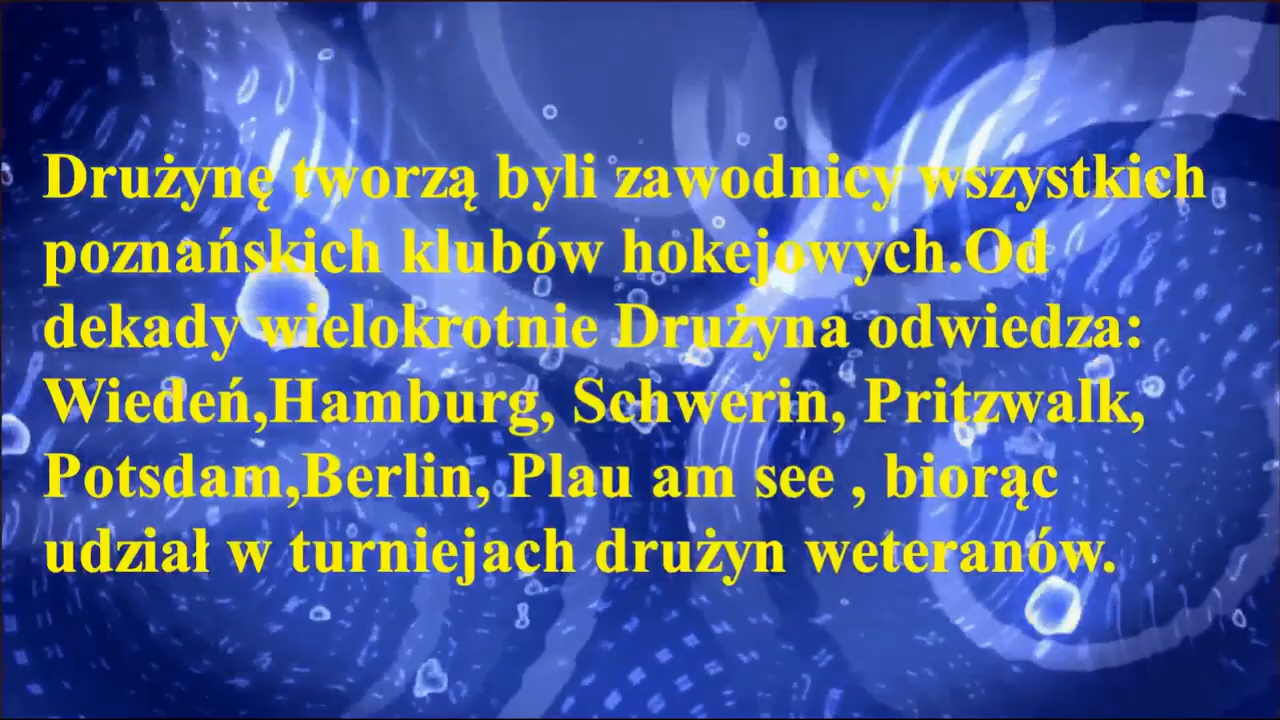 Drużynę tworzą byli zawodnicy wszystkich
poznańskich klubów hokejowych.Od
dekady wielokrotnie Drużyna odwiedza:
Wiedeń,Hamburg, Schwerin, Pritzwalk,
Potsdam,Berlin, Plau am see , biorąc
udział w turniejach drużyn weteranów.